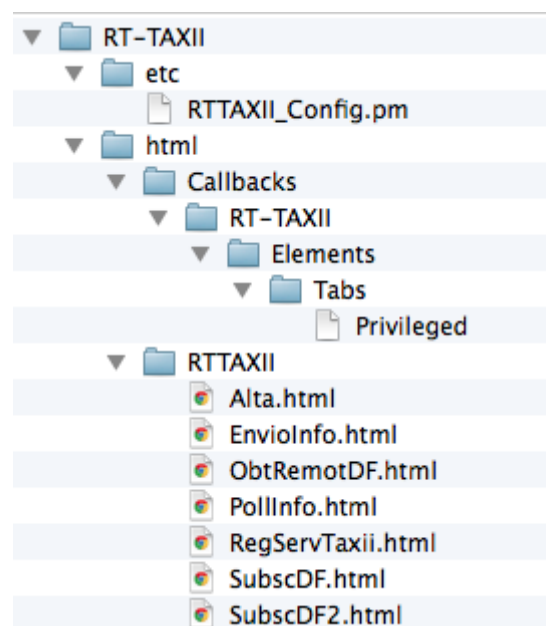 RT-TAXII
etc
RTTAXII_Config.pm
html
Callbacks
RT-TAXII
Elements
Tabs
Privileged
RTTAXII
Alta.html
EnvioInfo.html
ObtRemotDF.html
PollInfo.html
RegServTaxii.html
SubscDF.html
SubscDF2.html